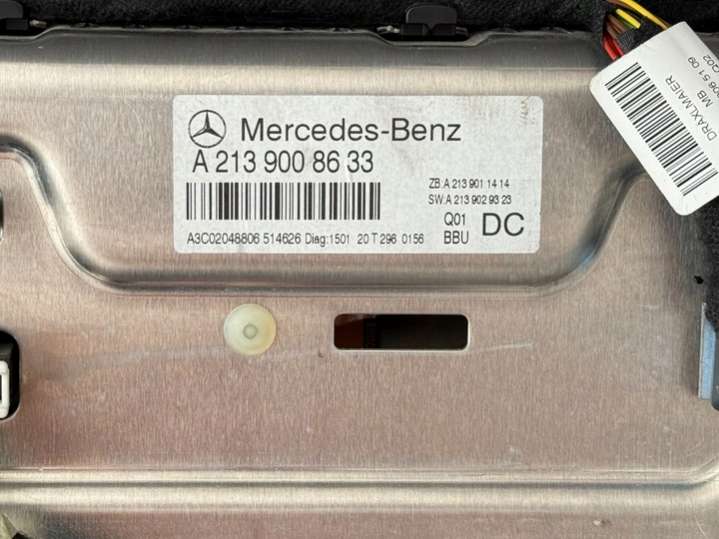 Mercedes-Benz
A 213 900 86 33
ZB:A 213 901 14 14
SW:A 213 902 93 23
A3C02048806 514626 Diag:1501 20 T 296 0156
Q01
BBU
DC
DRÄXLMAIER
MB